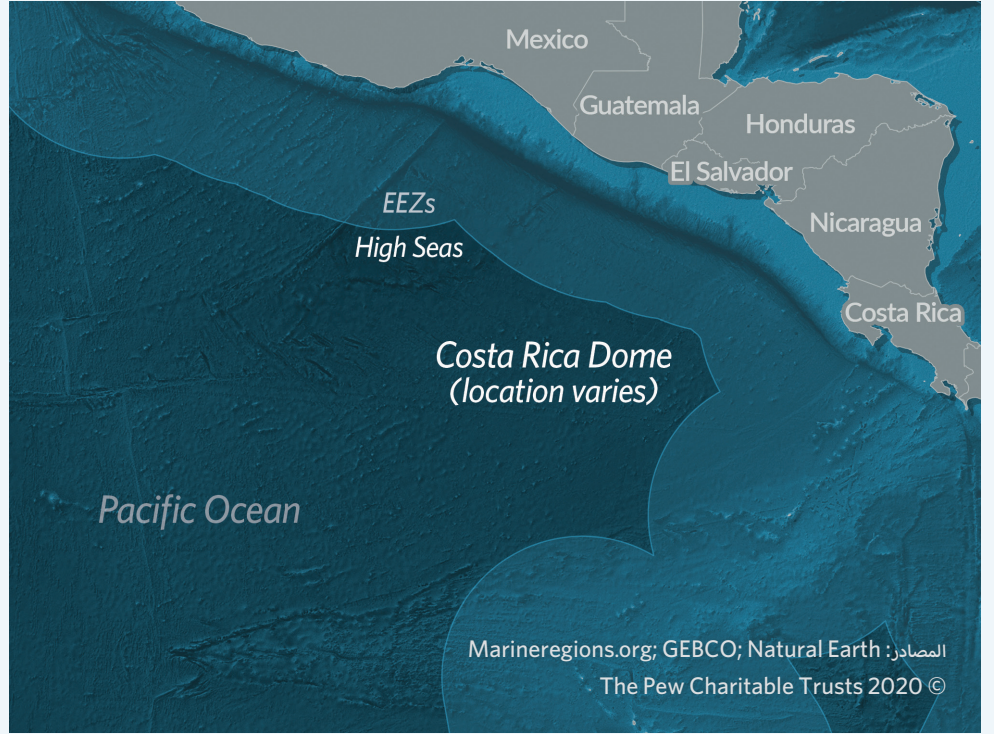 Mexico
Guatemala
Honduras
El Salvador
EEZs
Nicaragua
High Seas
Costa Rica
Costa Rica Dome
(location varies)
Pacific Ocean
المصادر: Marineregions.org; GEBCO; Natural Earth
© The Pew Charitable Trusts 2020